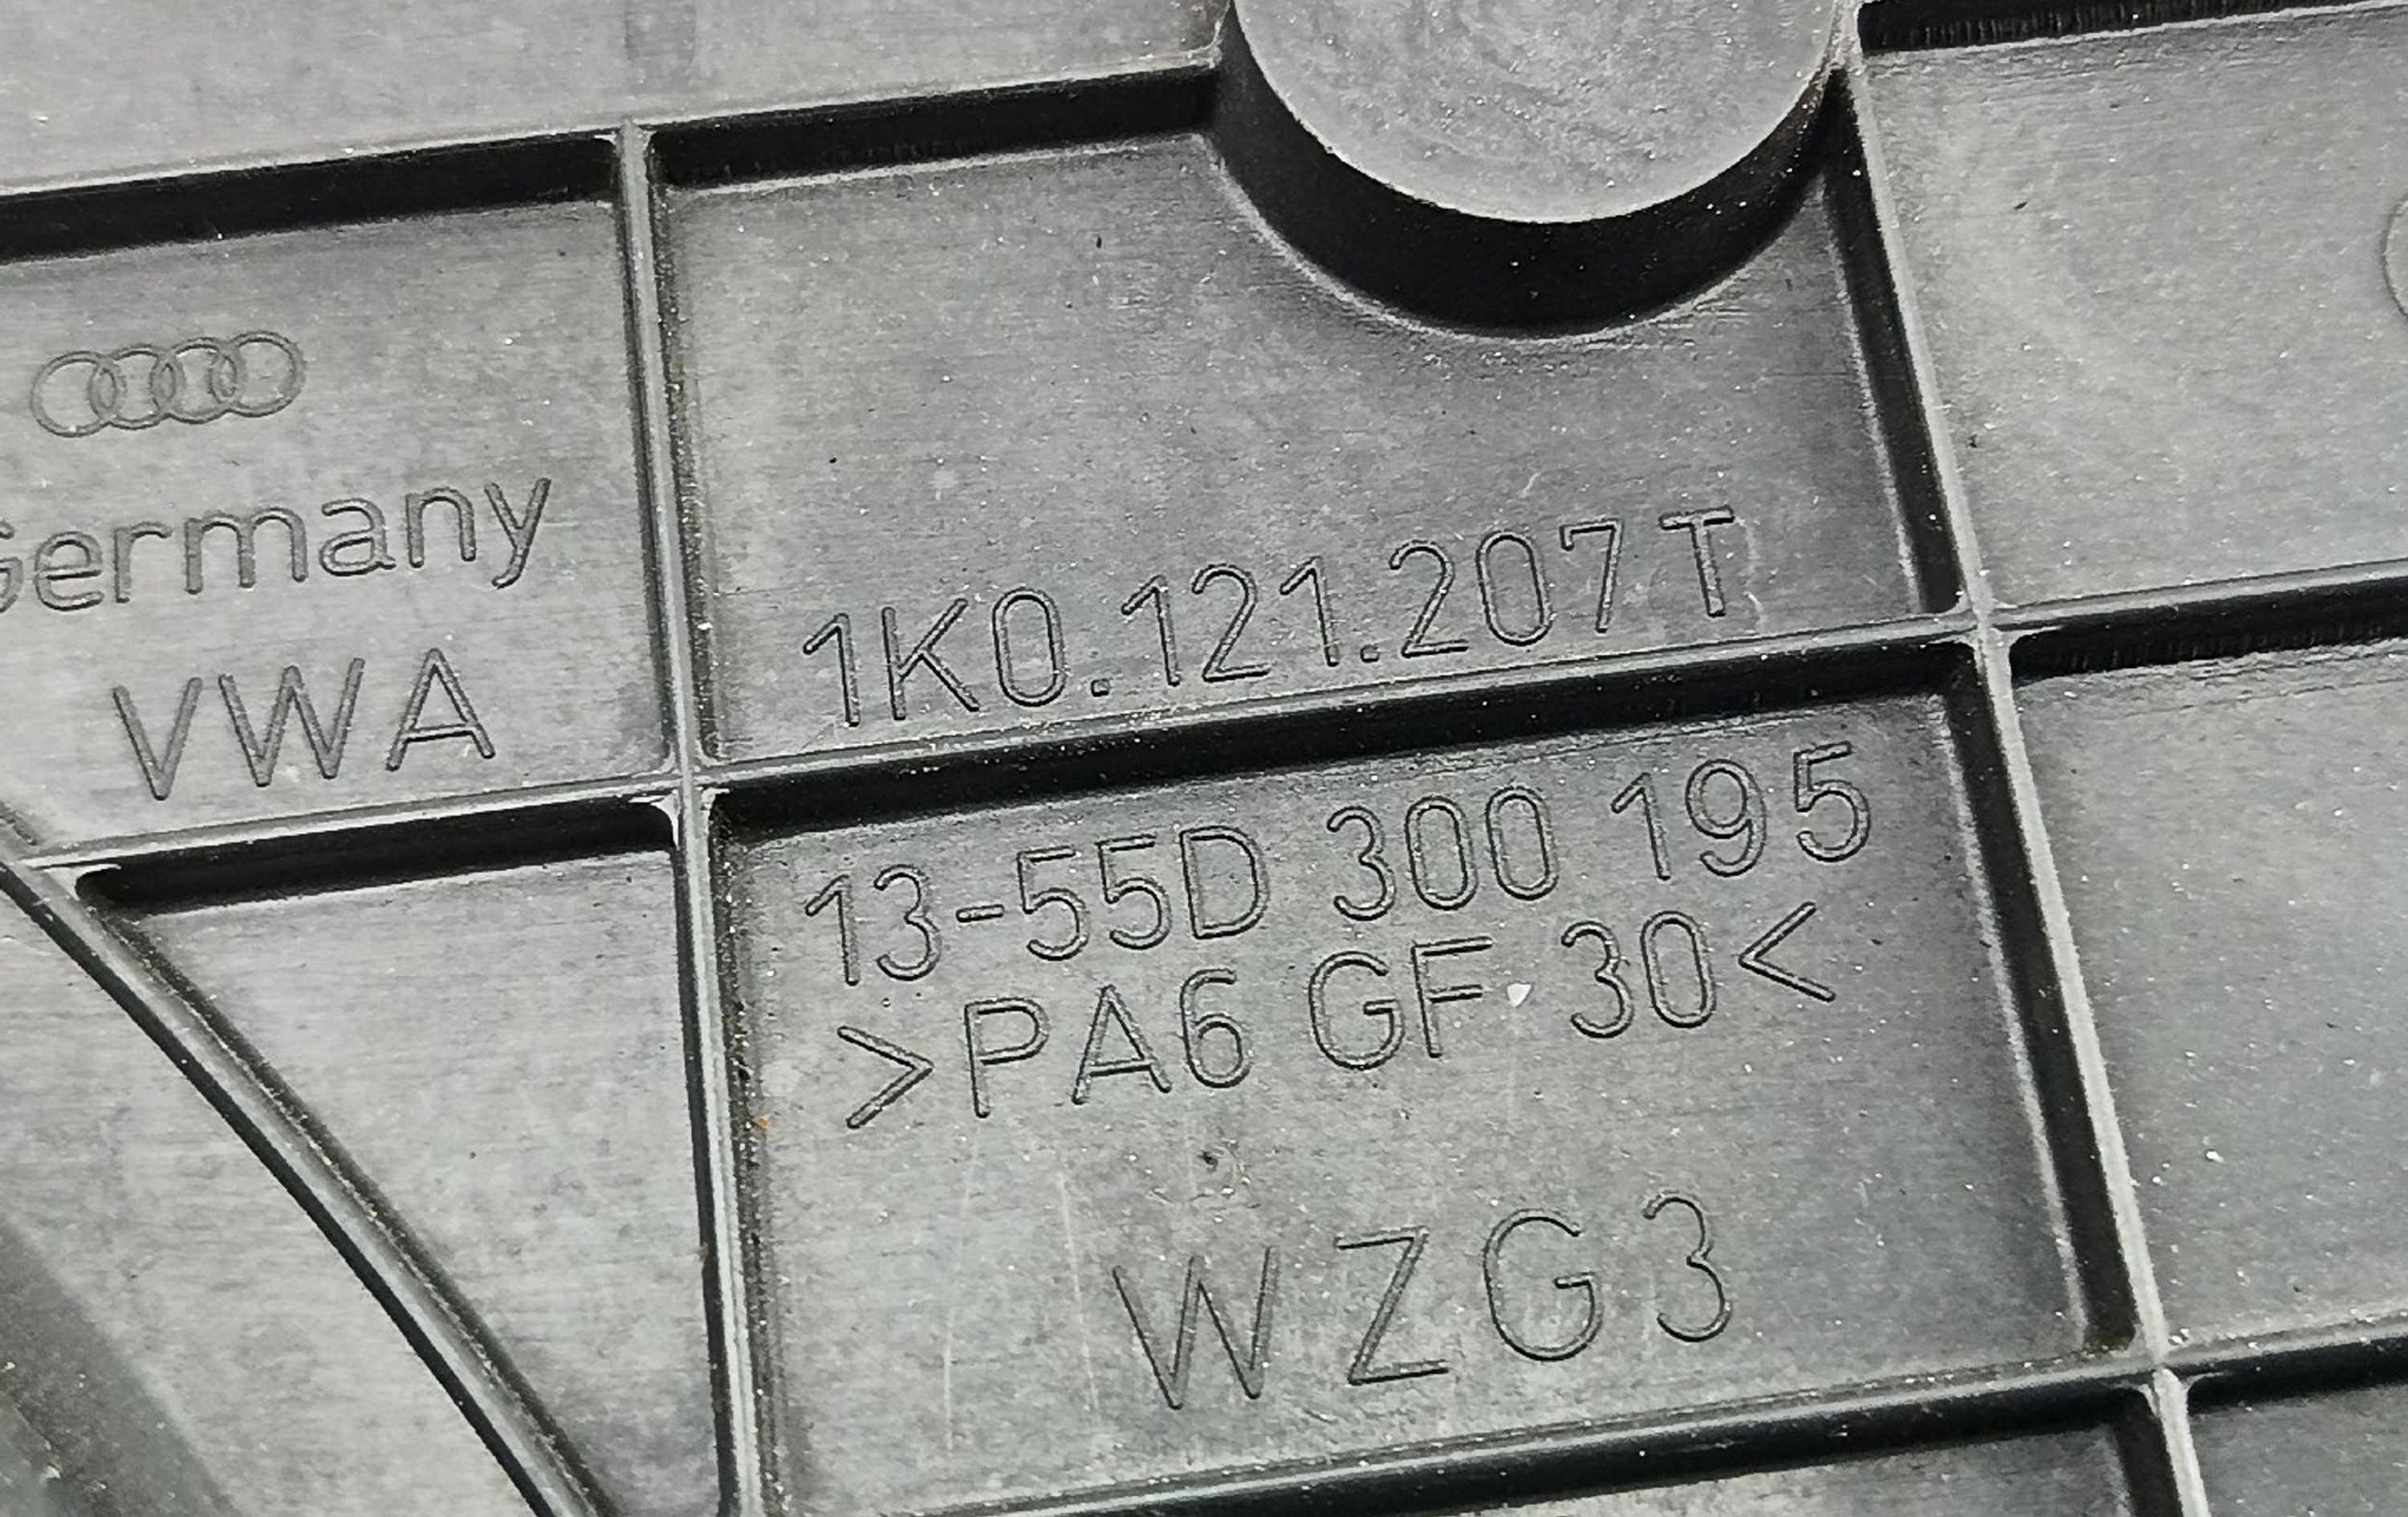 Germany
VWA
1K0.121.207 T
13-55D 300 195
>PA6 GF 30<
WZG3